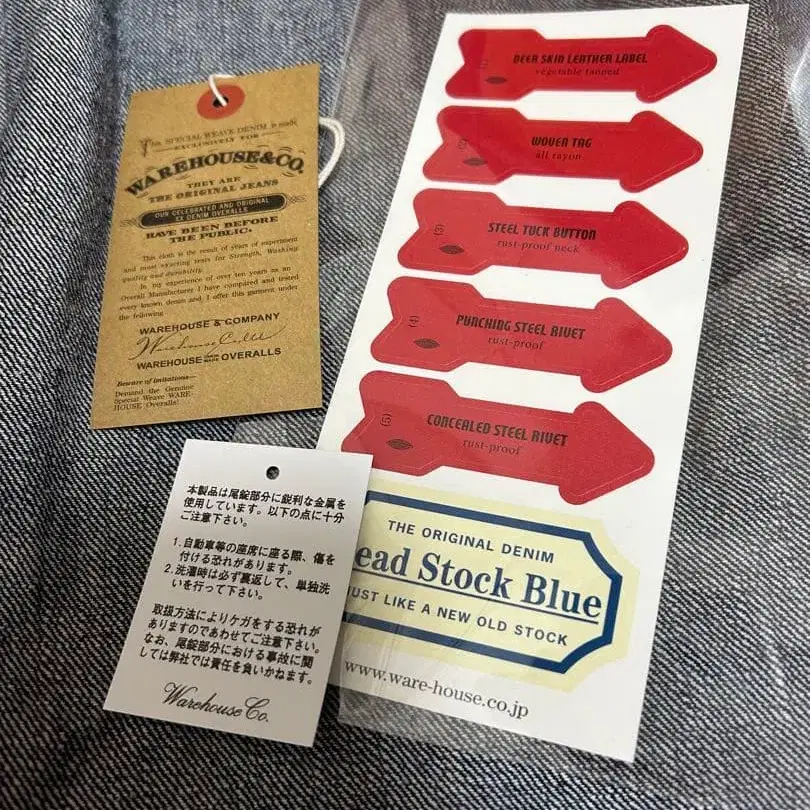 This SPECIAL WEAVE DENIM is made
EXCLUSIVELY FOR
WAREHOUSE&CO.
THEY ARE
THE ORIGINAL JEANS
OUR CELEBRATED AND ORIGINAL
XX DENIM OVERALLS
HAVE BEEN BEFORE
THE PUBLIC.
This cloth is the result of years of experiment
and most exacting tests for Strength, Washing
quality and durability.
In my experience of over ten years as an
Overall Manufacturer I have compared and tested
every known denim and I offer this garment under
the following
WAREHOUSE & COMPANY
Warehouse Co Ltd
WAREHOUSE OVERALLS
Beware of Imitations—
Demand the Genuine
Special Weave WARE-
HOUSE Overalls!
(1)
DEER SKIN LEATHER LABEL
vegetable tanned
(2)
WOVEN TAG
all rayon
(3)
STEEL TUCK BUTTON
rust-proof neck
(4)
PUNCHING STEEL RIVET
rust-proof
(5)
CONCEALED STEEL RIVET
rust-proof
THE ORIGINAL DENIM
ead Stock Blue
JUST LIKE A NEW OLD STOCK
www.ware-house.co.jp
本製品は尾錠部分に鋭利な金属を
使用しています。以下の点に十分
ご注意下さい。
1.自動車等の座席に座る際、傷を
付ける恐れがあります。
2.洗濯時は必ず裏返して、単独洗
いを行って下さい。
取扱方法によりケガをする恐れが
ありますのであわせてご注意下さい。
なお、尾錠部分における事故に関
しては弊社では責任を負いかねます。
Warehouse Co.